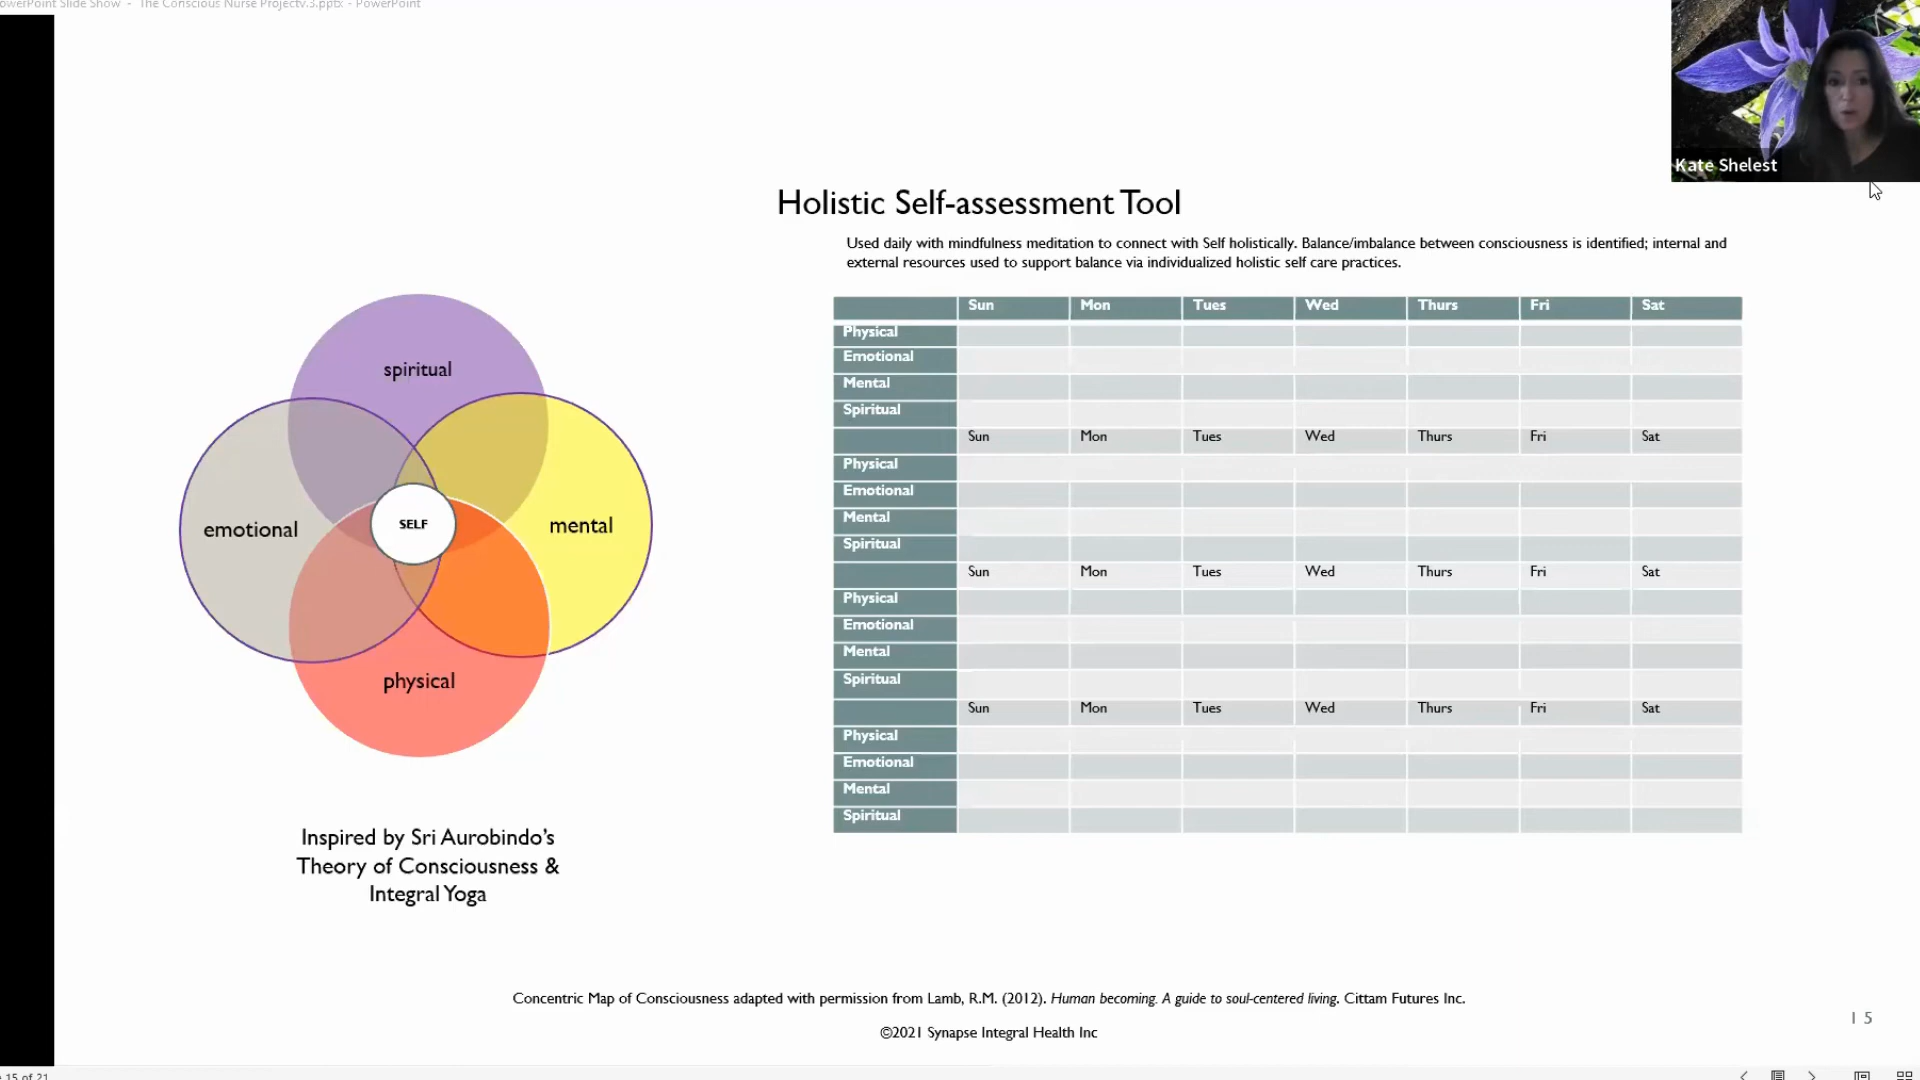 owerPoint Slide Show - The Conscious Nurse Projectv.3.pptx - PowerPoint
Kate Shelest
Holistic Self-assessment Tool
Used daily with mindfulness meditation to connect with Self holistically. Balance/imbalance between consciousness is identified; internal and
external resources used to support balance via individualized holistic self care practices.
spiritual
emotional
SELF
mental
physical
Inspired by Sri Aurobindo's
Theory of Consciousness &
Integral Yoga
Sun Mon Tues Wed Thurs Fri Sat
Physical
Emotional
Mental
Spiritual
Sun Mon Tues Wed Thurs Fri Sat
Physical
Emotional
Mental
Spiritual
Sun Mon Tues Wed Thurs Fri Sat
Physical
Emotional
Mental
Spiritual
Sun Mon Tues Wed Thurs Fri Sat
Physical
Emotional
Mental
Spiritual
Concentric Map of Consciousness adapted with permission from Lamb, R.M. (2012). Human becoming. A guide to soul-centered living. Cittam Futures Inc.
©2021 Synapse Integral Health Inc
15
15 of 21